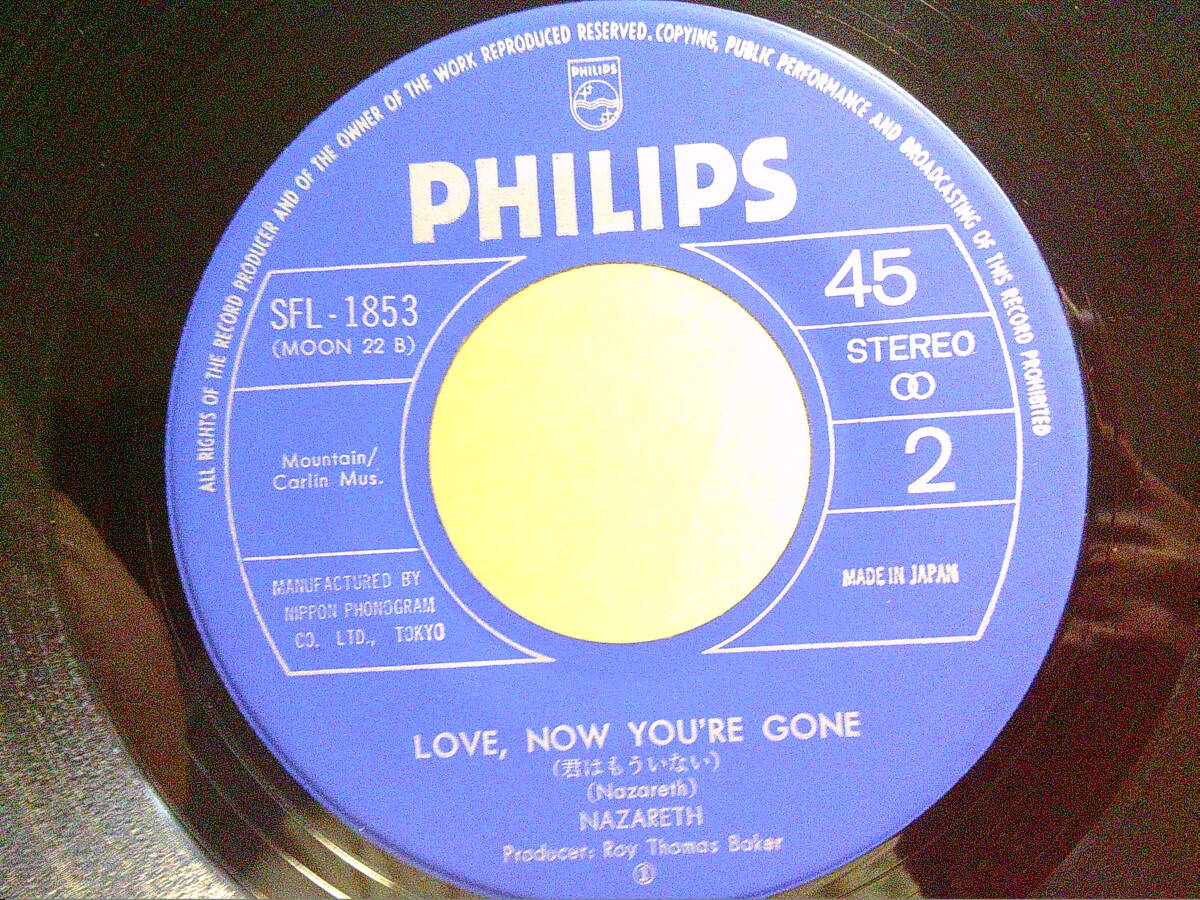 ALL RIGHTS OF THE RECORD PRODUCER AND OF THE OWNER OF THE WORK REPRODUCED RESERVED. COPYING, PUBLIC PERFORMANCE AND BROADCASTING OF THIS RECORD PROHIBITED
PHILIPS
PHILIPS
SFL-1853
(MOON 22 B)
Mountain/
Carlin Mus.
MANUFACTURED BY
NIPPON PHONOGRAM
CO. LTD., TOKYO
45
STEREO
2
MADE IN JAPAN
LOVE, NOW YOU'RE GONE
(君はもういない)
(Nazareth)
NAZARETH
Producer: Roy Thomas Baker
①